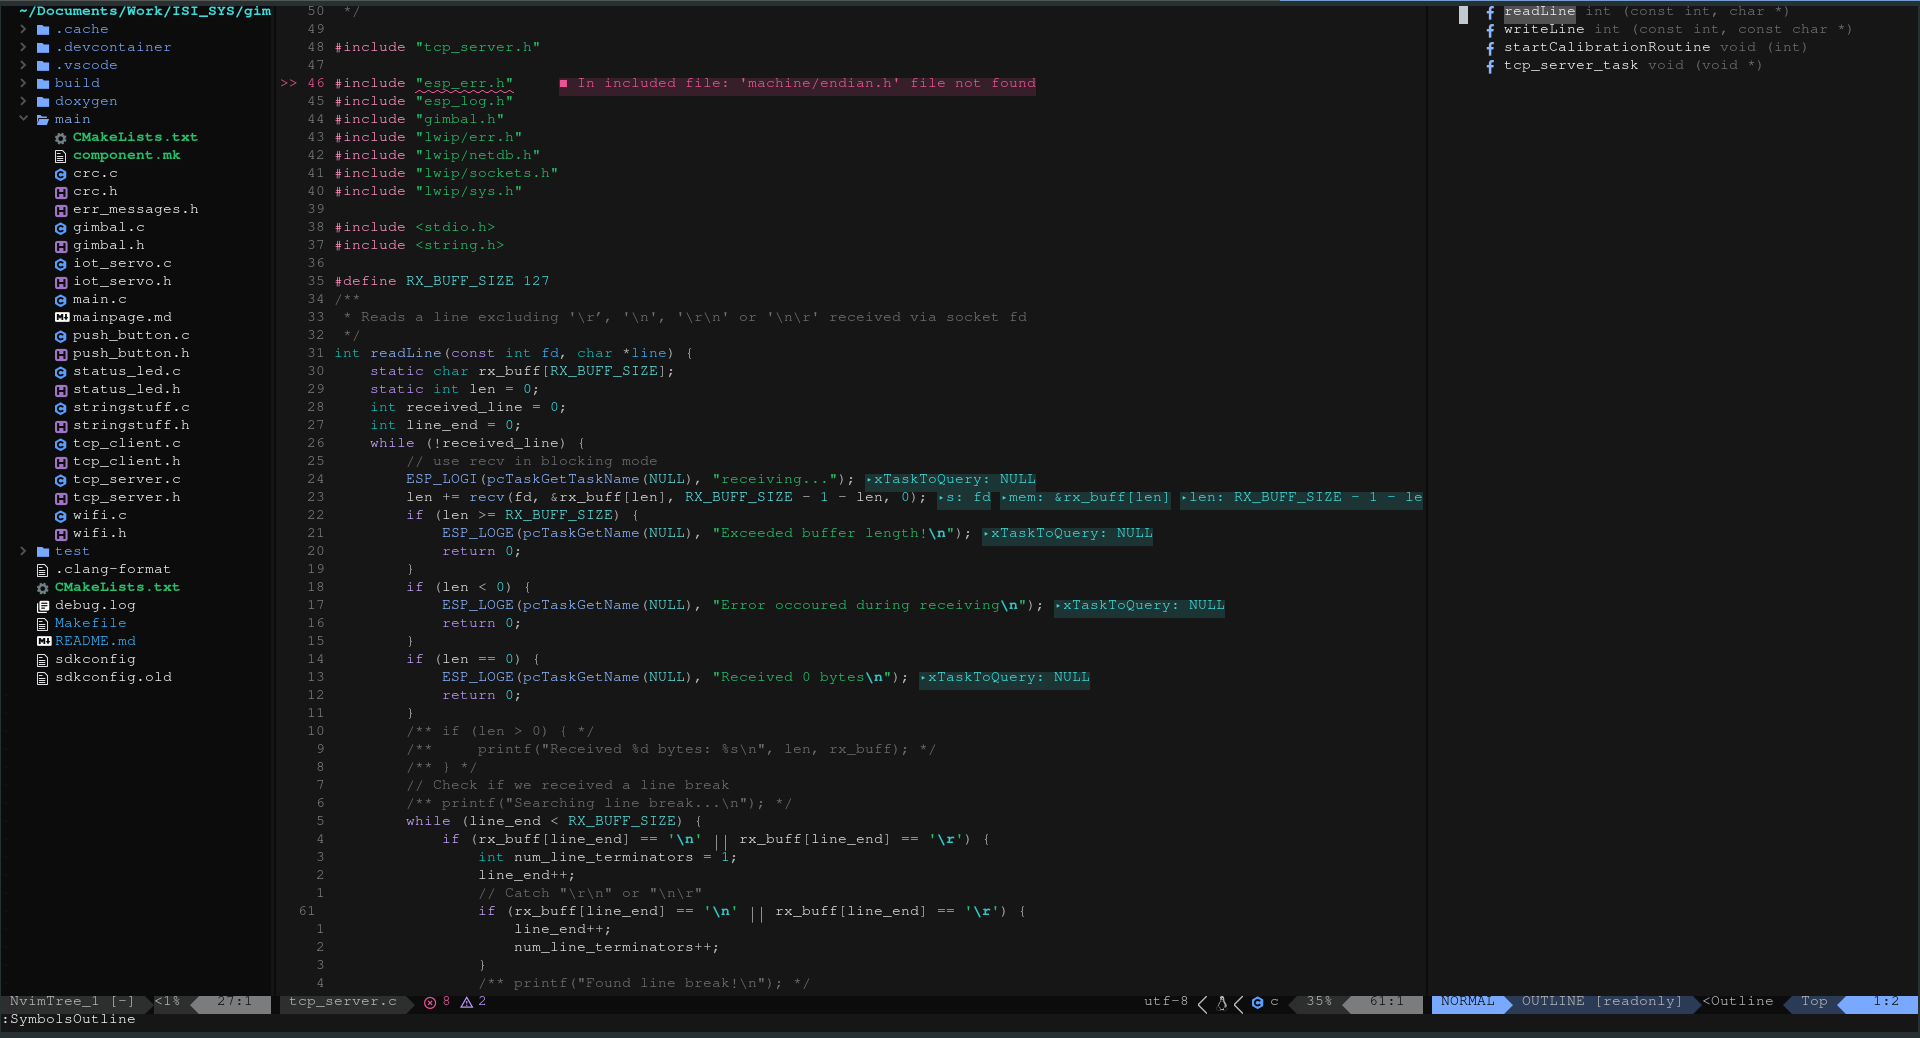 ~/Documents/Work/ISI_SYS/gim
.cache
.devcontainer
.vscode
build
doxygen
main
CMakeLists.txt
component.mk
crc.c
crc.h
err_messages.h
gimbal.c
gimbal.h
iot_servo.c
iot_servo.h
main.c
mainpage.md
push_button.c
push_button.h
status_led.c
status_led.h
stringstuff.c
stringstuff.h
tcp_client.c
tcp_client.h
tcp_server.c
tcp_server.h
wifi.c
wifi.h
test
.clang-format
CMakeLists.txt
debug.log
Makefile
README.md
sdkconfig
sdkconfig.old
50  */
49
48 #include "tcp_server.h"
47
>> 46 #include "esp_err.h"     ■ In included file: 'machine/endian.h' file not found
45 #include "esp_log.h"
44 #include "gimbal.h"
43 #include "lwip/err.h"
42 #include "lwip/netdb.h"
41 #include "lwip/sockets.h"
40 #include "lwip/sys.h"
39
38 #include <stdio.h>
37 #include <string.h>
36
35 #define RX_BUFF_SIZE 127
34 /**
33  * Reads a line excluding '\r', '\n', '\r\n' or '\n\r' received via socket fd
32  */
31 int readLine(const int fd, char *line) {
30     static char rx_buff[RX_BUFF_SIZE];
29     static int len = 0;
28     int received_line = 0;
27     int line_end = 0;
26     while (!received_line) {
25         // use recv in blocking mode
24         ESP_LOGI(pcTaskGetTaskName(NULL), "receiving..."); ▸xTaskToQuery: NULL
23         len += recv(fd, &rx_buff[len], RX_BUFF_SIZE - 1 - len, 0); ▸s: fd ▸mem: &rx_buff[len] ▸len: RX_BUFF_SIZE - 1 - le
22         if (len >= RX_BUFF_SIZE) {
21             ESP_LOGE(pcTaskGetName(NULL), "Exceeded buffer length!\n"); ▸xTaskToQuery: NULL
20             return 0;
19         }
18         if (len < 0) {
17             ESP_LOGE(pcTaskGetName(NULL), "Error occoured during receiving\n"); ▸xTaskToQuery: NULL
16             return 0;
15         }
14         if (len == 0) {
13             ESP_LOGE(pcTaskGetName(NULL), "Received 0 bytes\n"); ▸xTaskToQuery: NULL
12             return 0;
11         }
10         /** if (len > 0) { */
9         /**     printf("Received %d bytes: %s\n", len, rx_buff); */
8         /** } */
7         // Check if we received a line break
6         /** printf("Searching line break...\n"); */
5         while (line_end < RX_BUFF_SIZE) {
4             if (rx_buff[line_end] == '\n' || rx_buff[line_end] == '\r') {
3                 int num_line_terminators = 1;
2                 line_end++;
1                 // Catch "\r\n" or "\n\r"
61                 if (rx_buff[line_end] == '\n' || rx_buff[line_end] == '\r') {
1                     line_end++;
2                     num_line_terminators++;
3                 }
4                 /** printf("Found line break!\n"); */
readLine int (const int, char *)
writeLine int (const int, const char *)
startCalibrationRoutine void (int)
tcp_server_task void (void *)
NvimTree_1 [-] <1% 27:1 tcp_server.c 8 2 utf-8 c 35% 61:1 NORMAL OUTLINE [readonly] <Outline Top 1:2
:SymbolsOutline